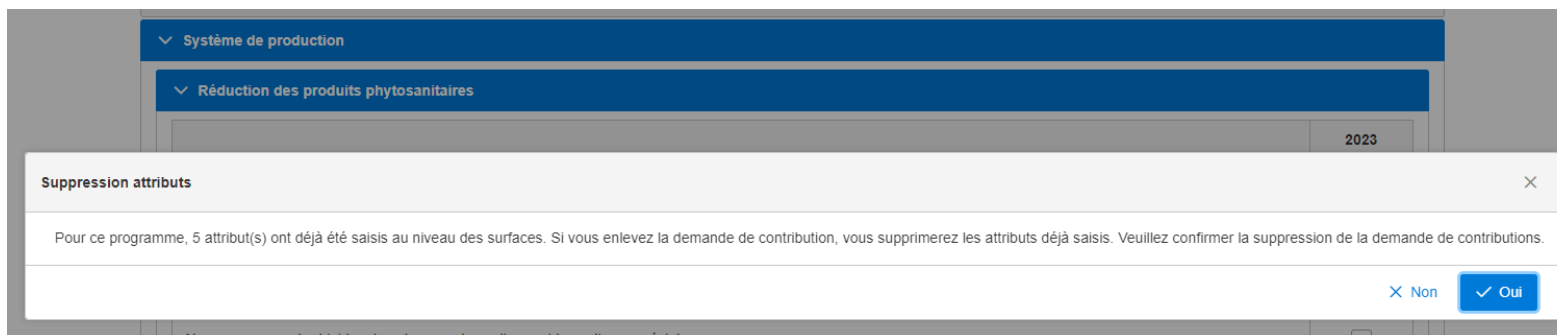 Système de production
Réduction des produits phytosanitaires
2023
Suppression attributs
Pour ce programme, 5 attribut(s) ont déjà été saisis au niveau des surfaces. Si vous enlevez la demande de contribution, vous supprimerez les attributs déjà saisis. Veuillez confirmer la suppression de la demande de contributions.
Non
Oui